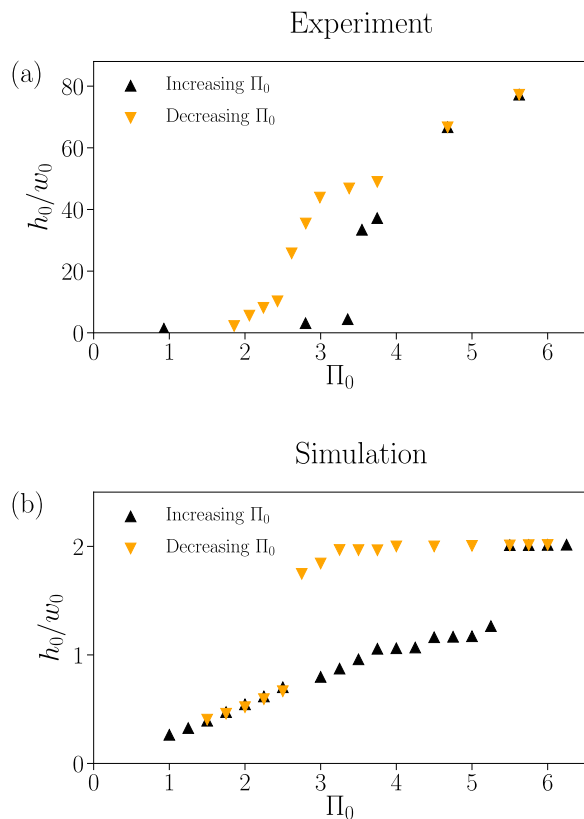 Experiment
(a)
Increasing Π₀
Decreasing Π₀
h₀/w₀
80
60
40
20
0
0 1 2 3 4 5 6
Π₀
Simulation
(b)
Increasing Π₀
Decreasing Π₀
h₀/w₀
2
1
0
0 1 2 3 4 5 6
Π₀